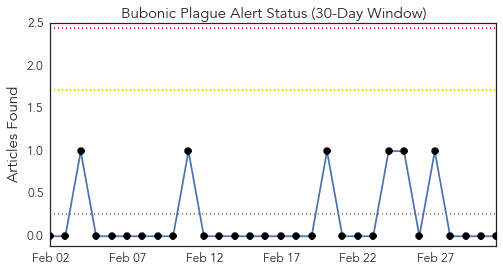 Bubonic Plague Alert Status (30-Day Window)
2.5
2.0
1.5
1.0
0.5
0.0
Articles Found
Feb 02 Feb 07 Feb 12 Feb 17 Feb 22 Feb 27